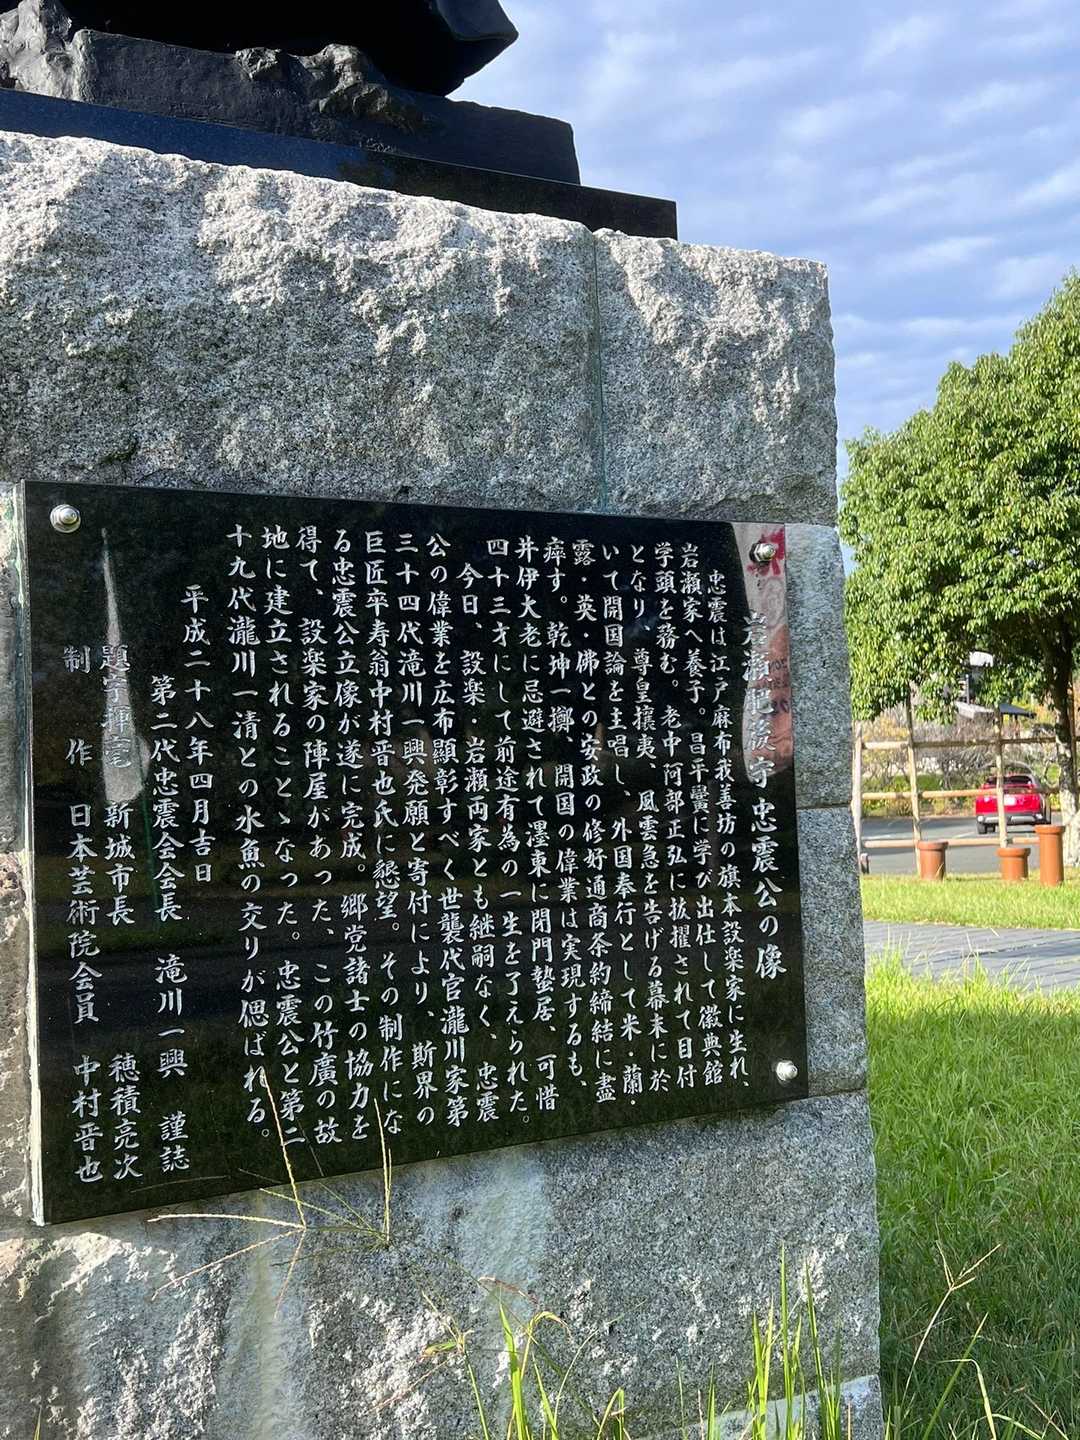 岩瀬肥後守忠震公の像
忠震は江戸麻布我善坊の旗本設楽家に生れ、
岩瀬家へ養子。昌平黌に学び出仕して徽典館
学頭を務む。老中阿部正弘に抜擢されて目付
となり、尊皇攘夷、風雲急を告げる幕末に於
いて開国論を主唱し、外国奉行として米・蘭・
露・英・佛との安政の修好通商条約締結に盡
瘁す。乾坤一擲、開国の偉業は実現するも、
井伊大老に忌避されて濹東に閉門蟄居、可惜
四十三才にして前途有為の一生を了えられた。
今日、設楽・岩瀬両家とも継嗣なく、忠震
公の偉業を広布顯彰すべく世襲代官瀧川家第
三十四代滝川一興発願と寄付により、斯界の
巨匠卒寿翁中村晋也氏に懇望。その制作にな
る忠震公立像が遂に完成。郷党諸士の協力を
得て、設楽家の陣屋があった、この竹廣の故
地に建立されることゝなった。忠震公と第二
十九代瀧川一清との水魚の交りが偲ばれる。
平成二十八年四月吉日
第二代忠震会会長 滝川一興 謹誌
題字揮毫 新城市長 穂積亮次
制作 日本芸術院会員 中村晋也